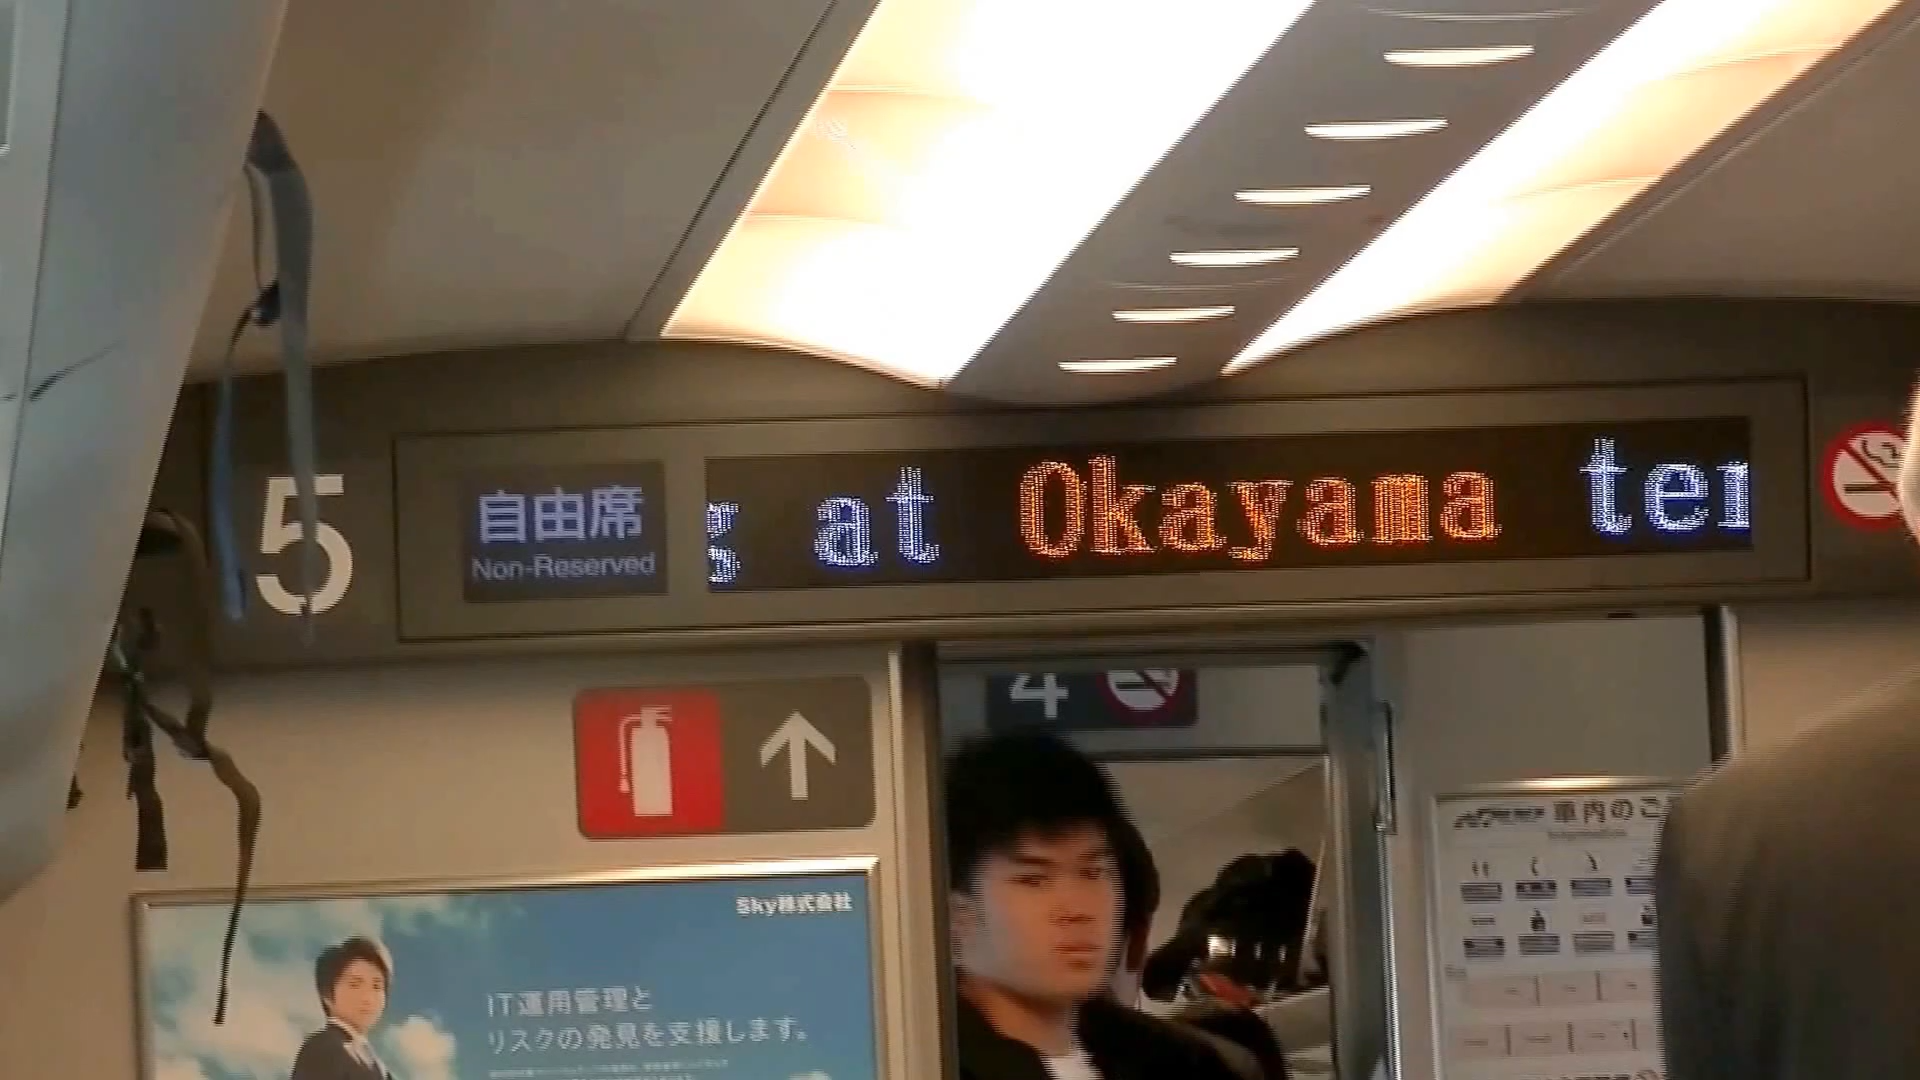 5
自由席
Non-Reserved
at Okayama
4
Sky株式会社
IT運用管理と
リスクの発見を支援します。
車内のご
Information